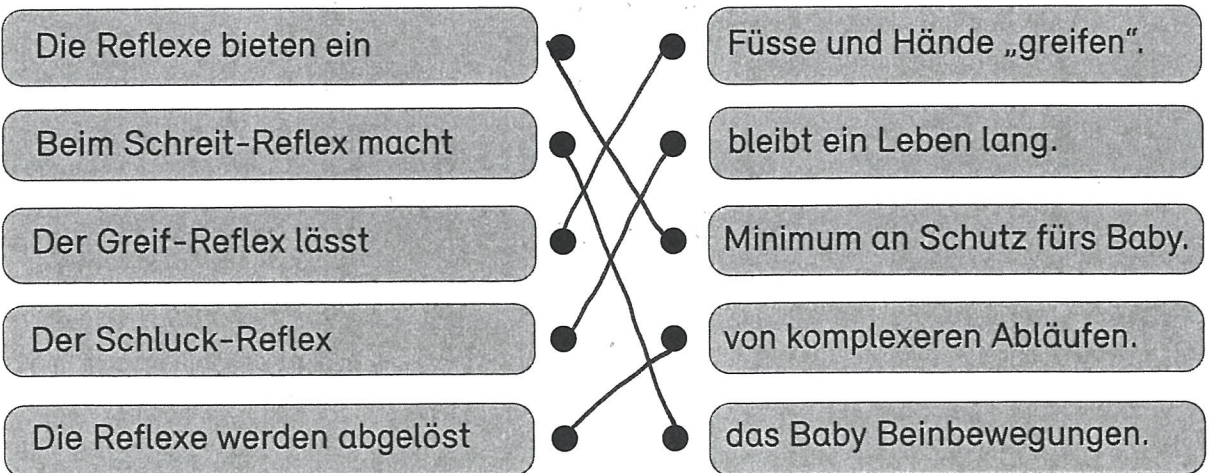 Die Reflexe bieten ein
Füsse und Hände „greifen“.
Beim Schreit-Reflex macht
bleibt ein Leben lang.
Der Greif-Reflex lässt
Minimum an Schutz fürs Baby.
Der Schluck-Reflex
von komplexeren Abläufen.
Die Reflexe werden abgelöst
das Baby Beinbewegungen.